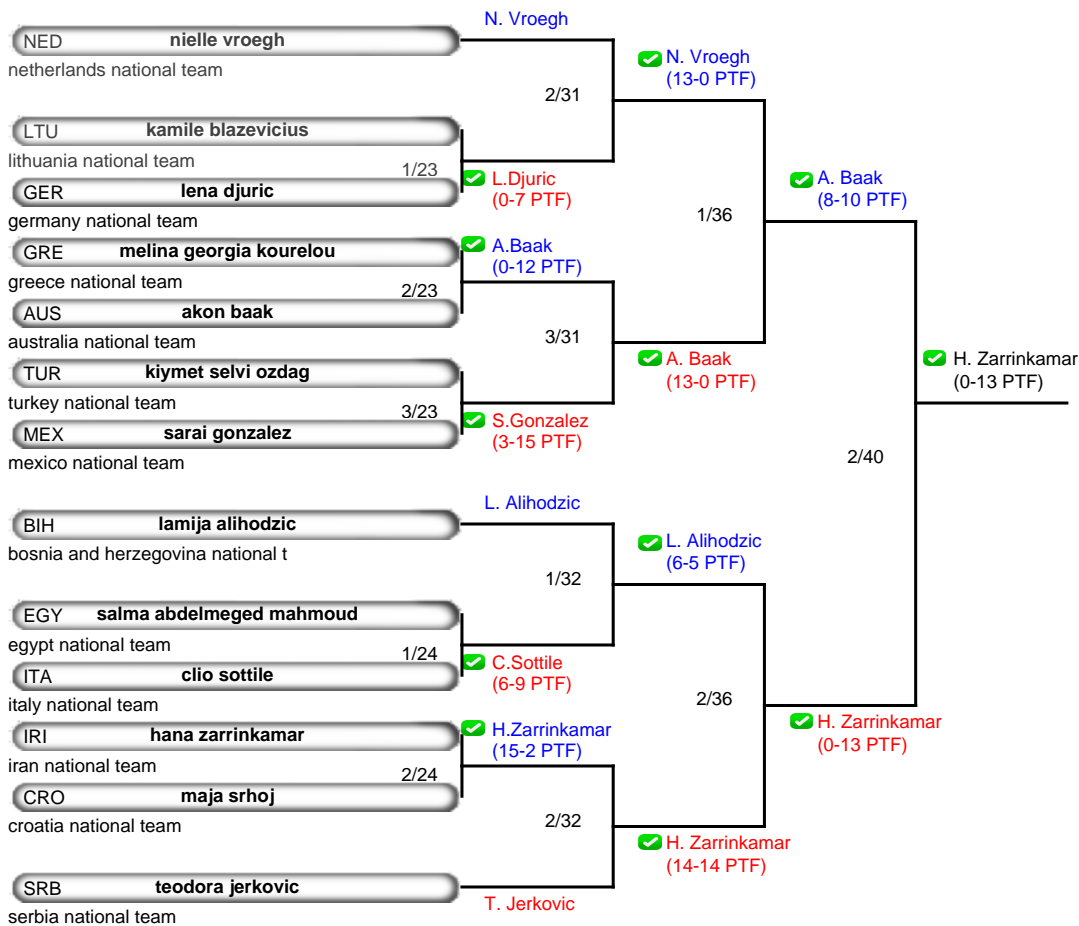 N. Vroegh
NED nielle vroegh
netherlands national team
N. Vroegh
(13-0 PTF)
2/31
LTU kamile blazevicius
lithuania national team
1/23
GER lena djuric
germany national team
L.Djuric
(0-7 PTF)
A. Baak
(8-10 PTF)
1/36
GRE melina georgia kourelou
greece national team
A.Baak
(0-12 PTF)
2/23
AUS akon baak
australia national team
3/31
A. Baak
(13-0 PTF)
TUR kiymet selvi ozdag
turkey national team
3/23
MEX sarai gonzalez
mexico national team
S.Gonzalez
(3-15 PTF)
H. Zarrinkamar
(0-13 PTF)
2/40
L. Alihodzic
BIH lamija alihodzic
bosnia and herzegovina national t
L. Alihodzic
(6-5 PTF)
1/32
EGY salma abdelmeged mahmoud
egypt national team
1/24
ITA clio sottile
italy national team
C.Sottile
(6-9 PTF)
2/36
H. Zarrinkamar
(0-13 PTF)
IRI hana zarrinkamar
iran national team
H.Zarrinkamar
(15-2 PTF)
2/24
CRO maja srhoj
croatia national team
2/32
H. Zarrinkamar
(14-14 PTF)
SRB teodora jerkovic
serbia national team
T. Jerkovic